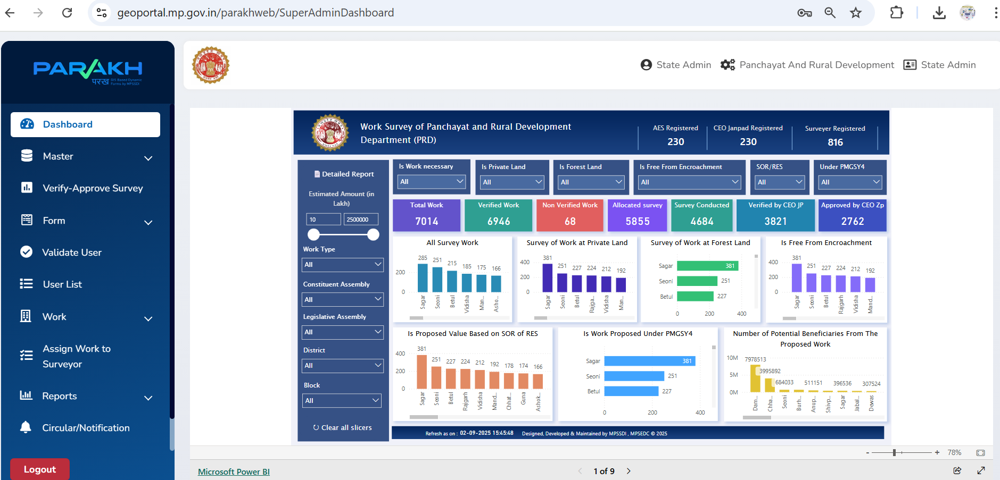 geoportal.mp.gov.in/parakhweb/SuperAdminDashboard
PARAKH
परख GIS Based Dynamic
Forms by MPSSDI
Dashboard
Master
Verify-Approve Survey
Form
Validate User
User List
Work
Assign Work to
Surveyor
Reports
Circular/Notification
Logout
State Admin Panchayat And Rural Development State Admin
Work Survey of Panchayat and Rural Development
Department (PRD)
AES Registered
230
CEO Janpad Registered
230
Surveyer Registered
816
Detailed Report
Estimated Amount (in
Lakh)
10 2500000
Work Type
All
Constituent Assembly
All
Legislative Assembly
All
District
All
Block
All
Clear all slicers
Is Work necessary
All
Is Private Land
All
Is Forest Land
All
Is Free From Encroachment
All
SOR/RES
All
Under PMGSY4
All
Total Work
7014
Verified Work
6946
Non Verified Work
68
Allocated survey
5855
Survey Conducted
4684
Verified by CEO JP
3821
Approved by CEO Zp
2762
All Survey Work
285 251 215 185 175 166
200
0
Sagar Seoni Betul Vidisha Man... Asho...
Survey of Work at Private Land
381
400
251 227 224 212 192
200
0
Sagar Seoni Betul Rajga... Vidisha Man...
Survey of Work at Forest Land
Sagar 381
Seoni 251
Betul 227
0 200 400
Is Free From Encroachment
381
400
251 227 224 212 192
200
0
Sagar Seoni Betul Rajgarh Vidisha Mand...
Is Proposed Value Based on SOR of RES
381
400
251 227 224 212 192 178 174 166
200
0
Sagar Seoni Betul Rajgarh Vidisha Mand... Chhat... Guna Ashok...
Is Work Proposed Under PMGSY4
Sagar 381
Seoni 251
Betul 227
0 200 400
Number of Potential Beneficiaries From The
Proposed Work
10M 7978513
3995892
5M 684033 511151 396536 307524
0M
Dam... Chha... Seoni Burh... Anup... Shivp... Sagar Jabal... Dewas
Refresh as on : 02-09-2025 15:45:48 Designed, Developed & Maintained by MPSSDI , MPSEDC © 2025
- + 78%
Microsoft Power BI
1 of 9